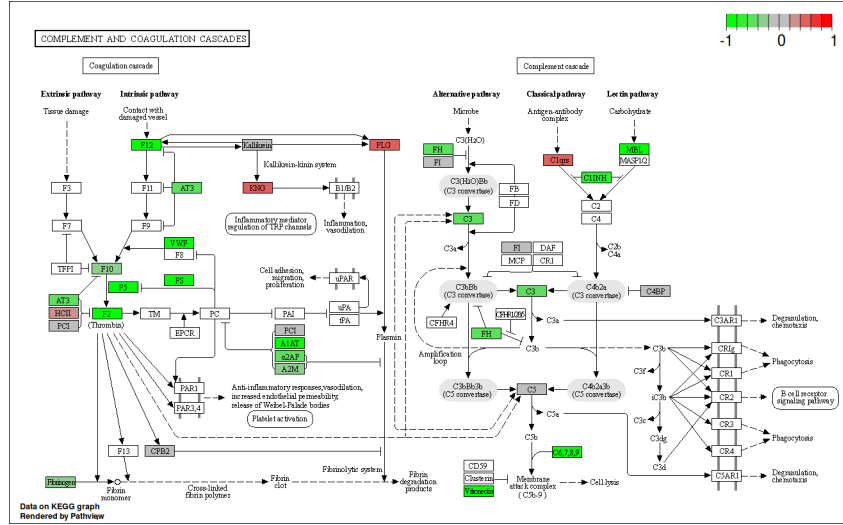 COMPLEMENT AND COAGULATION CASCADES
-1 0 1
Coagulation cascade
Complement cascade
Extrinsic pathway
Intrinsic pathway
Alternative pathway
Classical pathway
Lectin pathway
Tissue damage
Contact with
damaged vessel
Microbe
Antigen-antibody
complex
Carbohydrate
F12
Kallikrein
PLG
C3(H2O)
FH
FI
C1qrs
MBL
MASP1/2
C1INH
Kallikrein-kinin system
F3
F11
AT3
KNG
B1/B2
C3(H2O)Bb
(C3 convertase)
FB
FD
C2
C4
F7
F9
Inflammatory mediator
regulation of TRP channels
Inflammation,
vasodilation
C3
VWF
F8
C3a
FI
DAF
MCP
CR1
C2b
C4a
TFPI
F10
Cell adhesion,
migration, proliferation
uPAR
F5
PS
C3bBb
(C3 convertase)
C3
C4b2a
(C3 convertase)
C4BP
AT3
HCII
PCI
F2
(Thrombin)
TM
PC
PAI
uPA
tPA
EPCR
CFHR4
C3a
C3AR1
Degranulation,
chemotaxis
PCI
A1AT
α2AP
A2M
Plasmin
FH
Amplification
loop
C3b
C3b
CRIg
Phagocytosis
C3f
CR1
PAR1
PAR3,4
Anti-inflammatory responses,vasodilation,
increased endothelial permeability,
release of Weibel-Palade bodies
Platelet activation
C3bBb3b
(C5 convertase)
C5
C4b2a3b
(C5 convertase)
iC3b
CR2
B cell receptor
signaling pathway
C5a
C3c
CR3
Phagocytosis
C5b
C3dg
F13
CPB2
C6,7,8,9
CR4
C3d
Fibrinolytic system
CD59
Clusterin
Vitronectin
Membrane
attack complex
(C5b-9)
Cell lysis
C5AR1
Degranulation,
chemotaxis
Fibrinogen
Fibrin
monomer
Cross-linked
fibrin polymer
Fibrin
clot
Fibrin
degradation
products
Data on KEGG graph
Rendered by Pathview